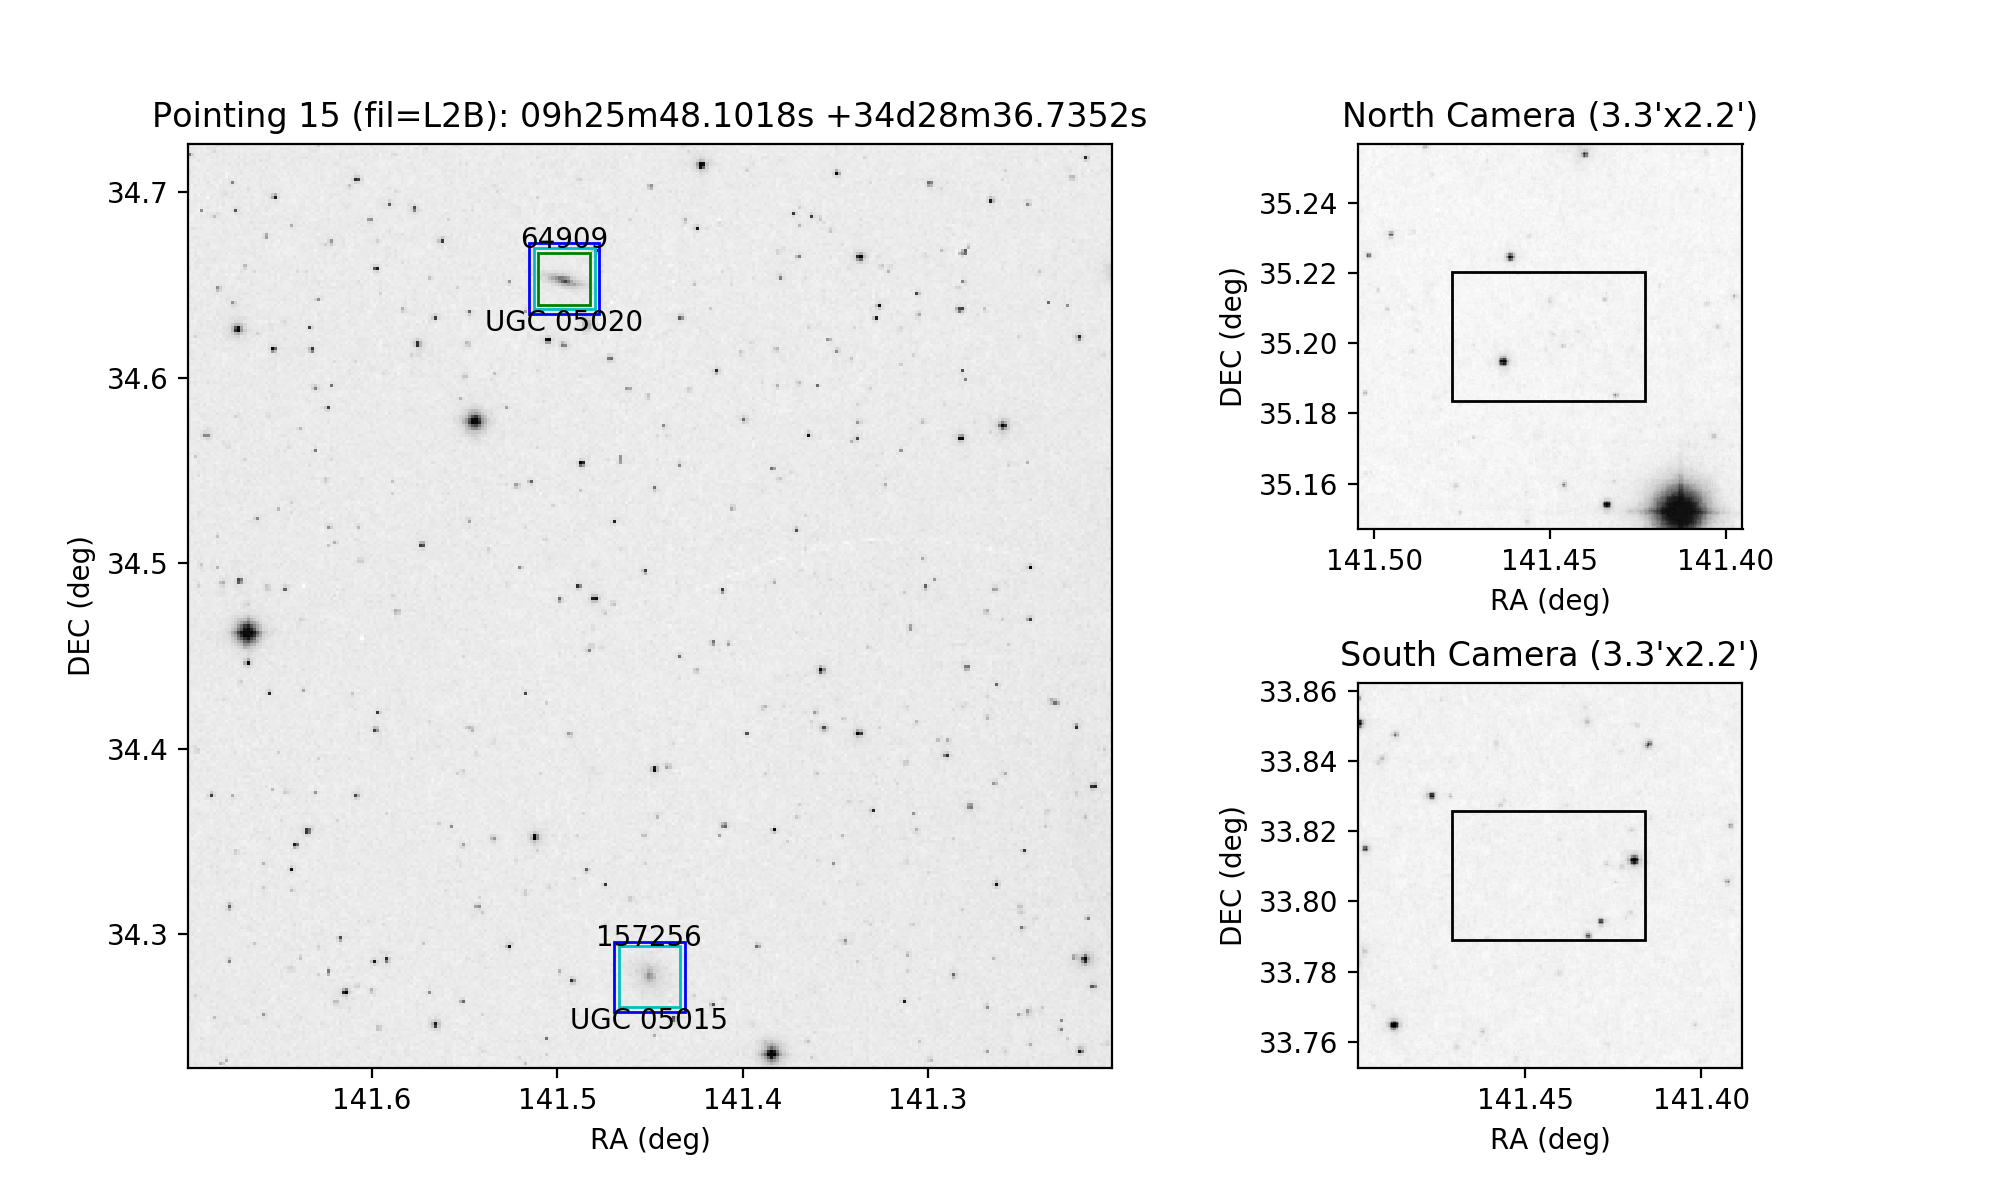 Pointing 15 (fil=L2B): 09h25m48.1018s +34d28m36.7352s
34.7
34.6
34.5
34.4
34.3
DEC (deg)
64909
UGC 05020
157256
UGC 05015
141.6 141.5 141.4 141.3
RA (deg)
North Camera (3.3'x2.2')
35.24
35.22
35.20
35.18
35.16
DEC (deg)
141.50 141.45 141.40
RA (deg)
South Camera (3.3'x2.2')
33.86
33.84
33.82
33.80
33.78
33.76
DEC (deg)
141.45 141.40
RA (deg)